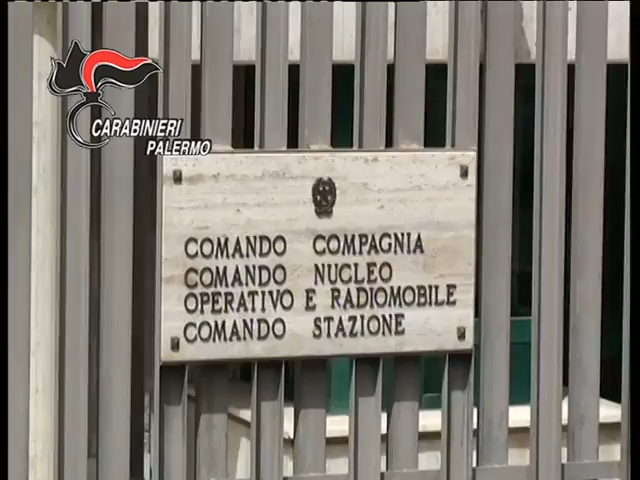 CARABINIERI
PALERMO
COMANDO COMPAGNIA
COMANDO NUCLEO
OPERATIVO E RADIOMOBILE
COMANDO STAZIONE